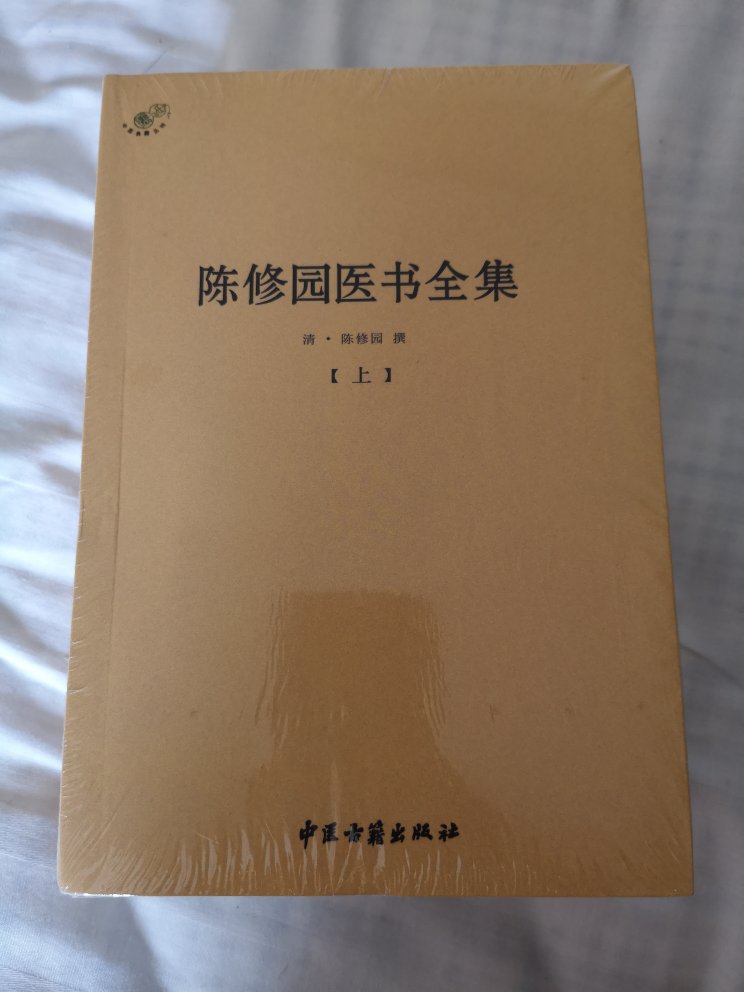 陈修园医书全集
清·陈修园 撰
【上】
中医古籍出版社